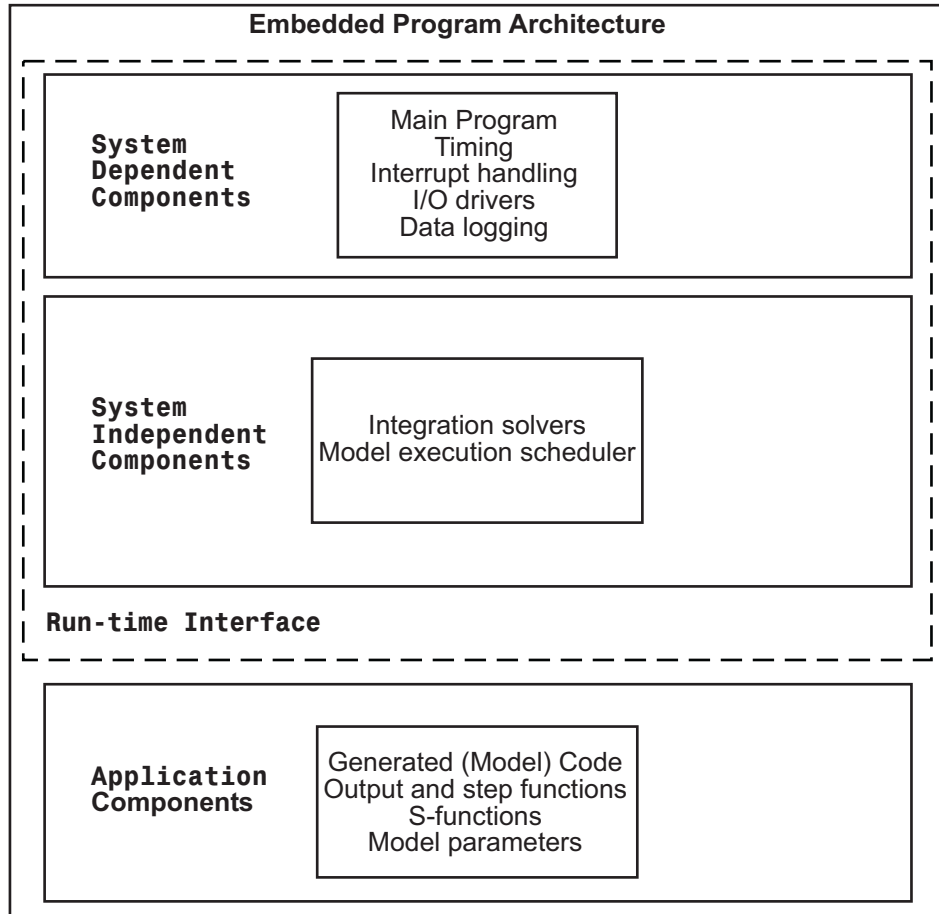 Embedded Program Architecture
System
Dependent
Components
Main Program
Timing
Interrupt handling
I/O drivers
Data logging
System
Independent
Components
Integration solvers
Model execution scheduler
Run-time Interface
Application
Components
Generated (Model) Code
Output and step functions
S-functions
Model parameters